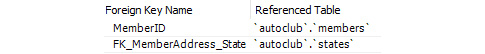 Foreign Key Name Referenced Table
MemberID `autoclub`.`members`
FK_MemberAddress_State `autoclub`.`states`